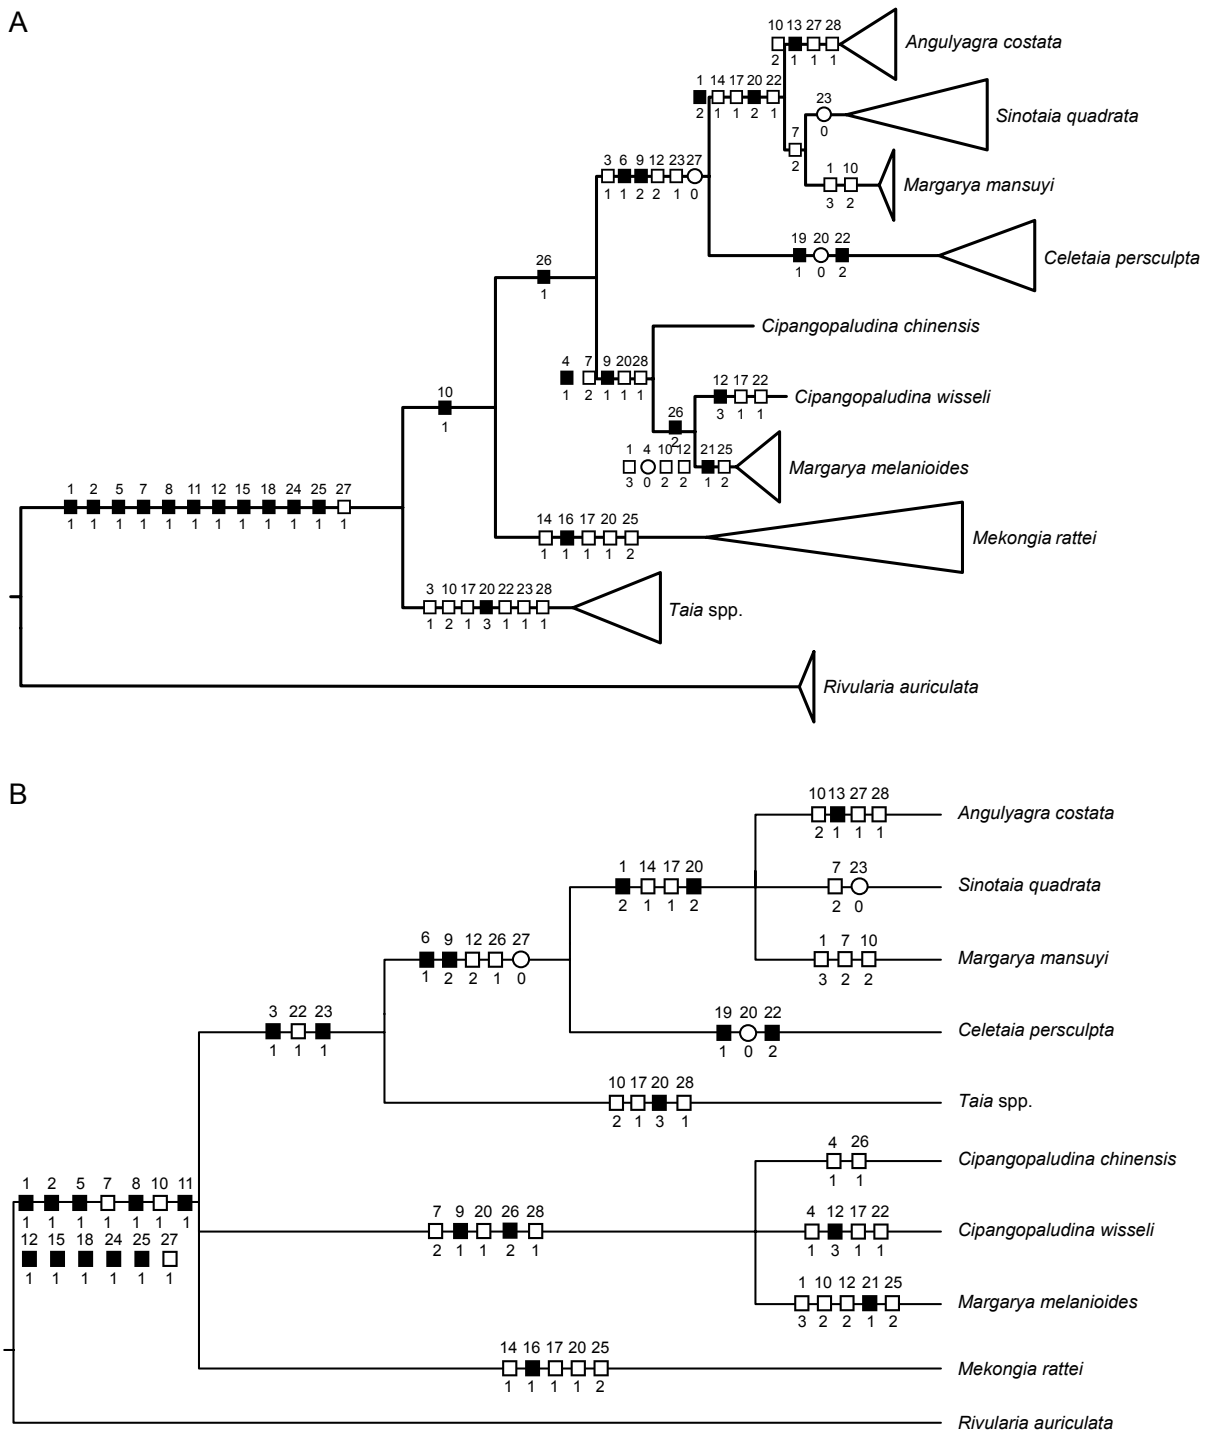 A
10 13 27 28
Angulyagra costata
2 1 1 1
1 14 17 20 22
2 1 1 2 1
23
Sinotaia quadrata
0
7
2
3 6 9 12 23 27
1 1 2 2 1 0
1 10
Margarya mansuyi
3 2
19 20 22
Celetaia persculpta
1 0 2
26
1
Cipangopaludina chinensis
4 7 9 20 28
1 2 1 1 1
12 17 22
Cipangopaludina wisseli
3 1 1
10
1
26
2
1 4 10 12 21 25
Margarya melanioides
3 0 2 2 1 2
1 2 5 7 8 11 12 15 18 24 25 27
1 1 1 1 1 1 1 1 1 1 1 1
14 16 17 20 25
Mekongia rattei
1 1 1 1 2
3 10 17 20 22 23 28
Taia spp.
1 2 1 3 1 1 1
Rivularia auriculata
B
10 13 27 28
Angulyagra costata
2 1 1 1
1 14 17 20
2 1 1 2
7 23
Sinotaia quadrata
2 0
6 9 12 26 27
1 2 2 1 0
1 7 10
Margarya mansuyi
3 2 2
3 22 23
1 1 1
19 20 22
Celetaia persculpta
1 0 2
10 17 20 28
Taia spp.
2 1 3 1
4 26
Cipangopaludina chinensis
1 1
1 2 5 7 8 10 11
1 1 1 1 1 1 1
12 15 18 24 25 27
1 1 1 1 1 1
7 9 20 26 28
2 1 1 2 1
4 12 17 22
Cipangopaludina wisseli
1 3 1 1
1 10 12 21 25
Margarya melanioides
3 2 2 1 2
14 16 17 20 25
Mekongia rattei
1 1 1 1 2
Rivularia auriculata